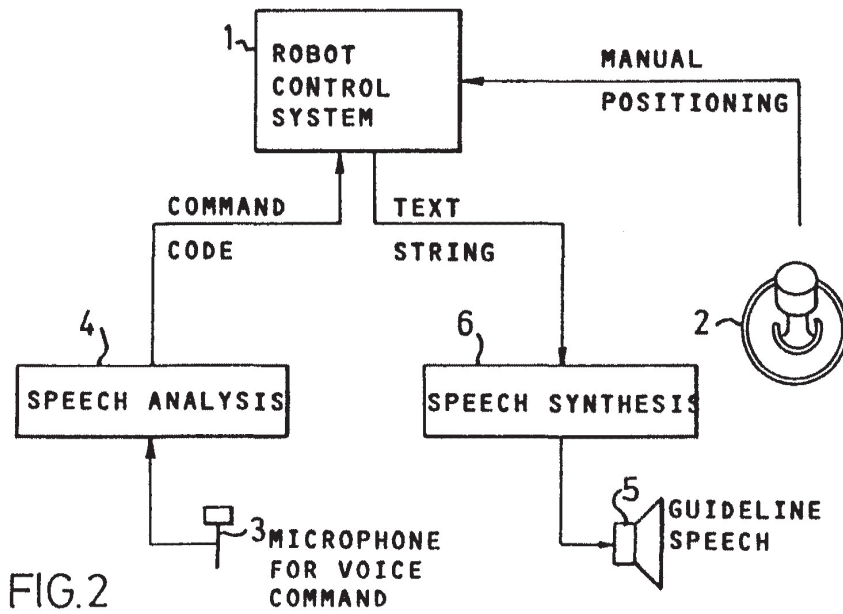 1
ROBOT
CONTROL
SYSTEM
MANUAL
POSITIONING
COMMAND
CODE
TEXT
STRING
2
4
SPEECH ANALYSIS
6
SPEECH SYNTHESIS
3
MICROPHONE
FOR VOICE
COMMAND
5
GUIDELINE
SPEECH
FIG.2